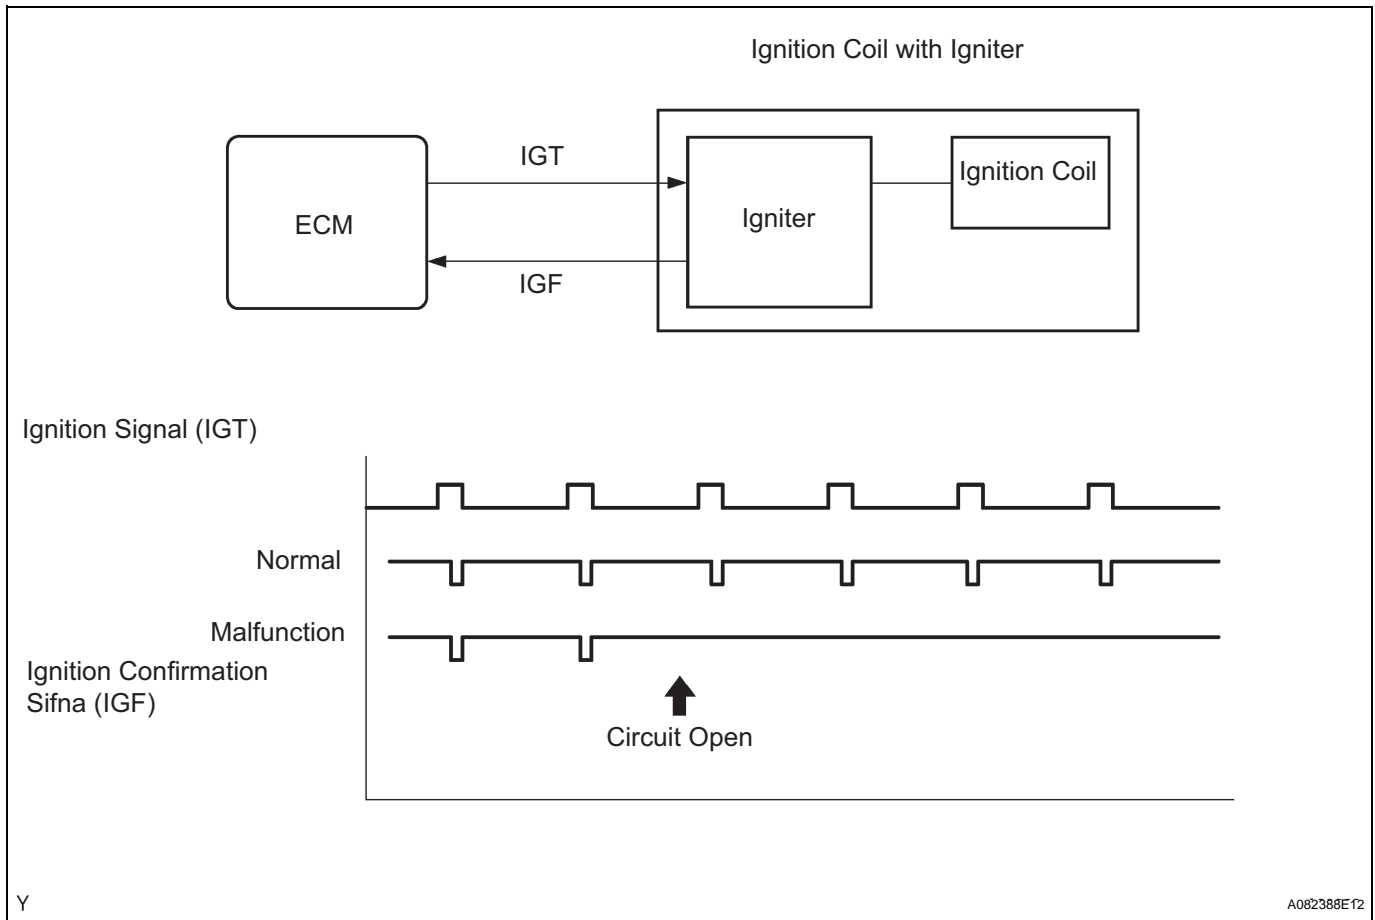 Ignition Coil with Igniter
ECM
IGT
IGF
Igniter
Ignition Coil
Ignition Signal (IGT)
Normal
Malfunction
Ignition Confirmation
Sifna (IGF)
Circuit Open
Y
A082388E12